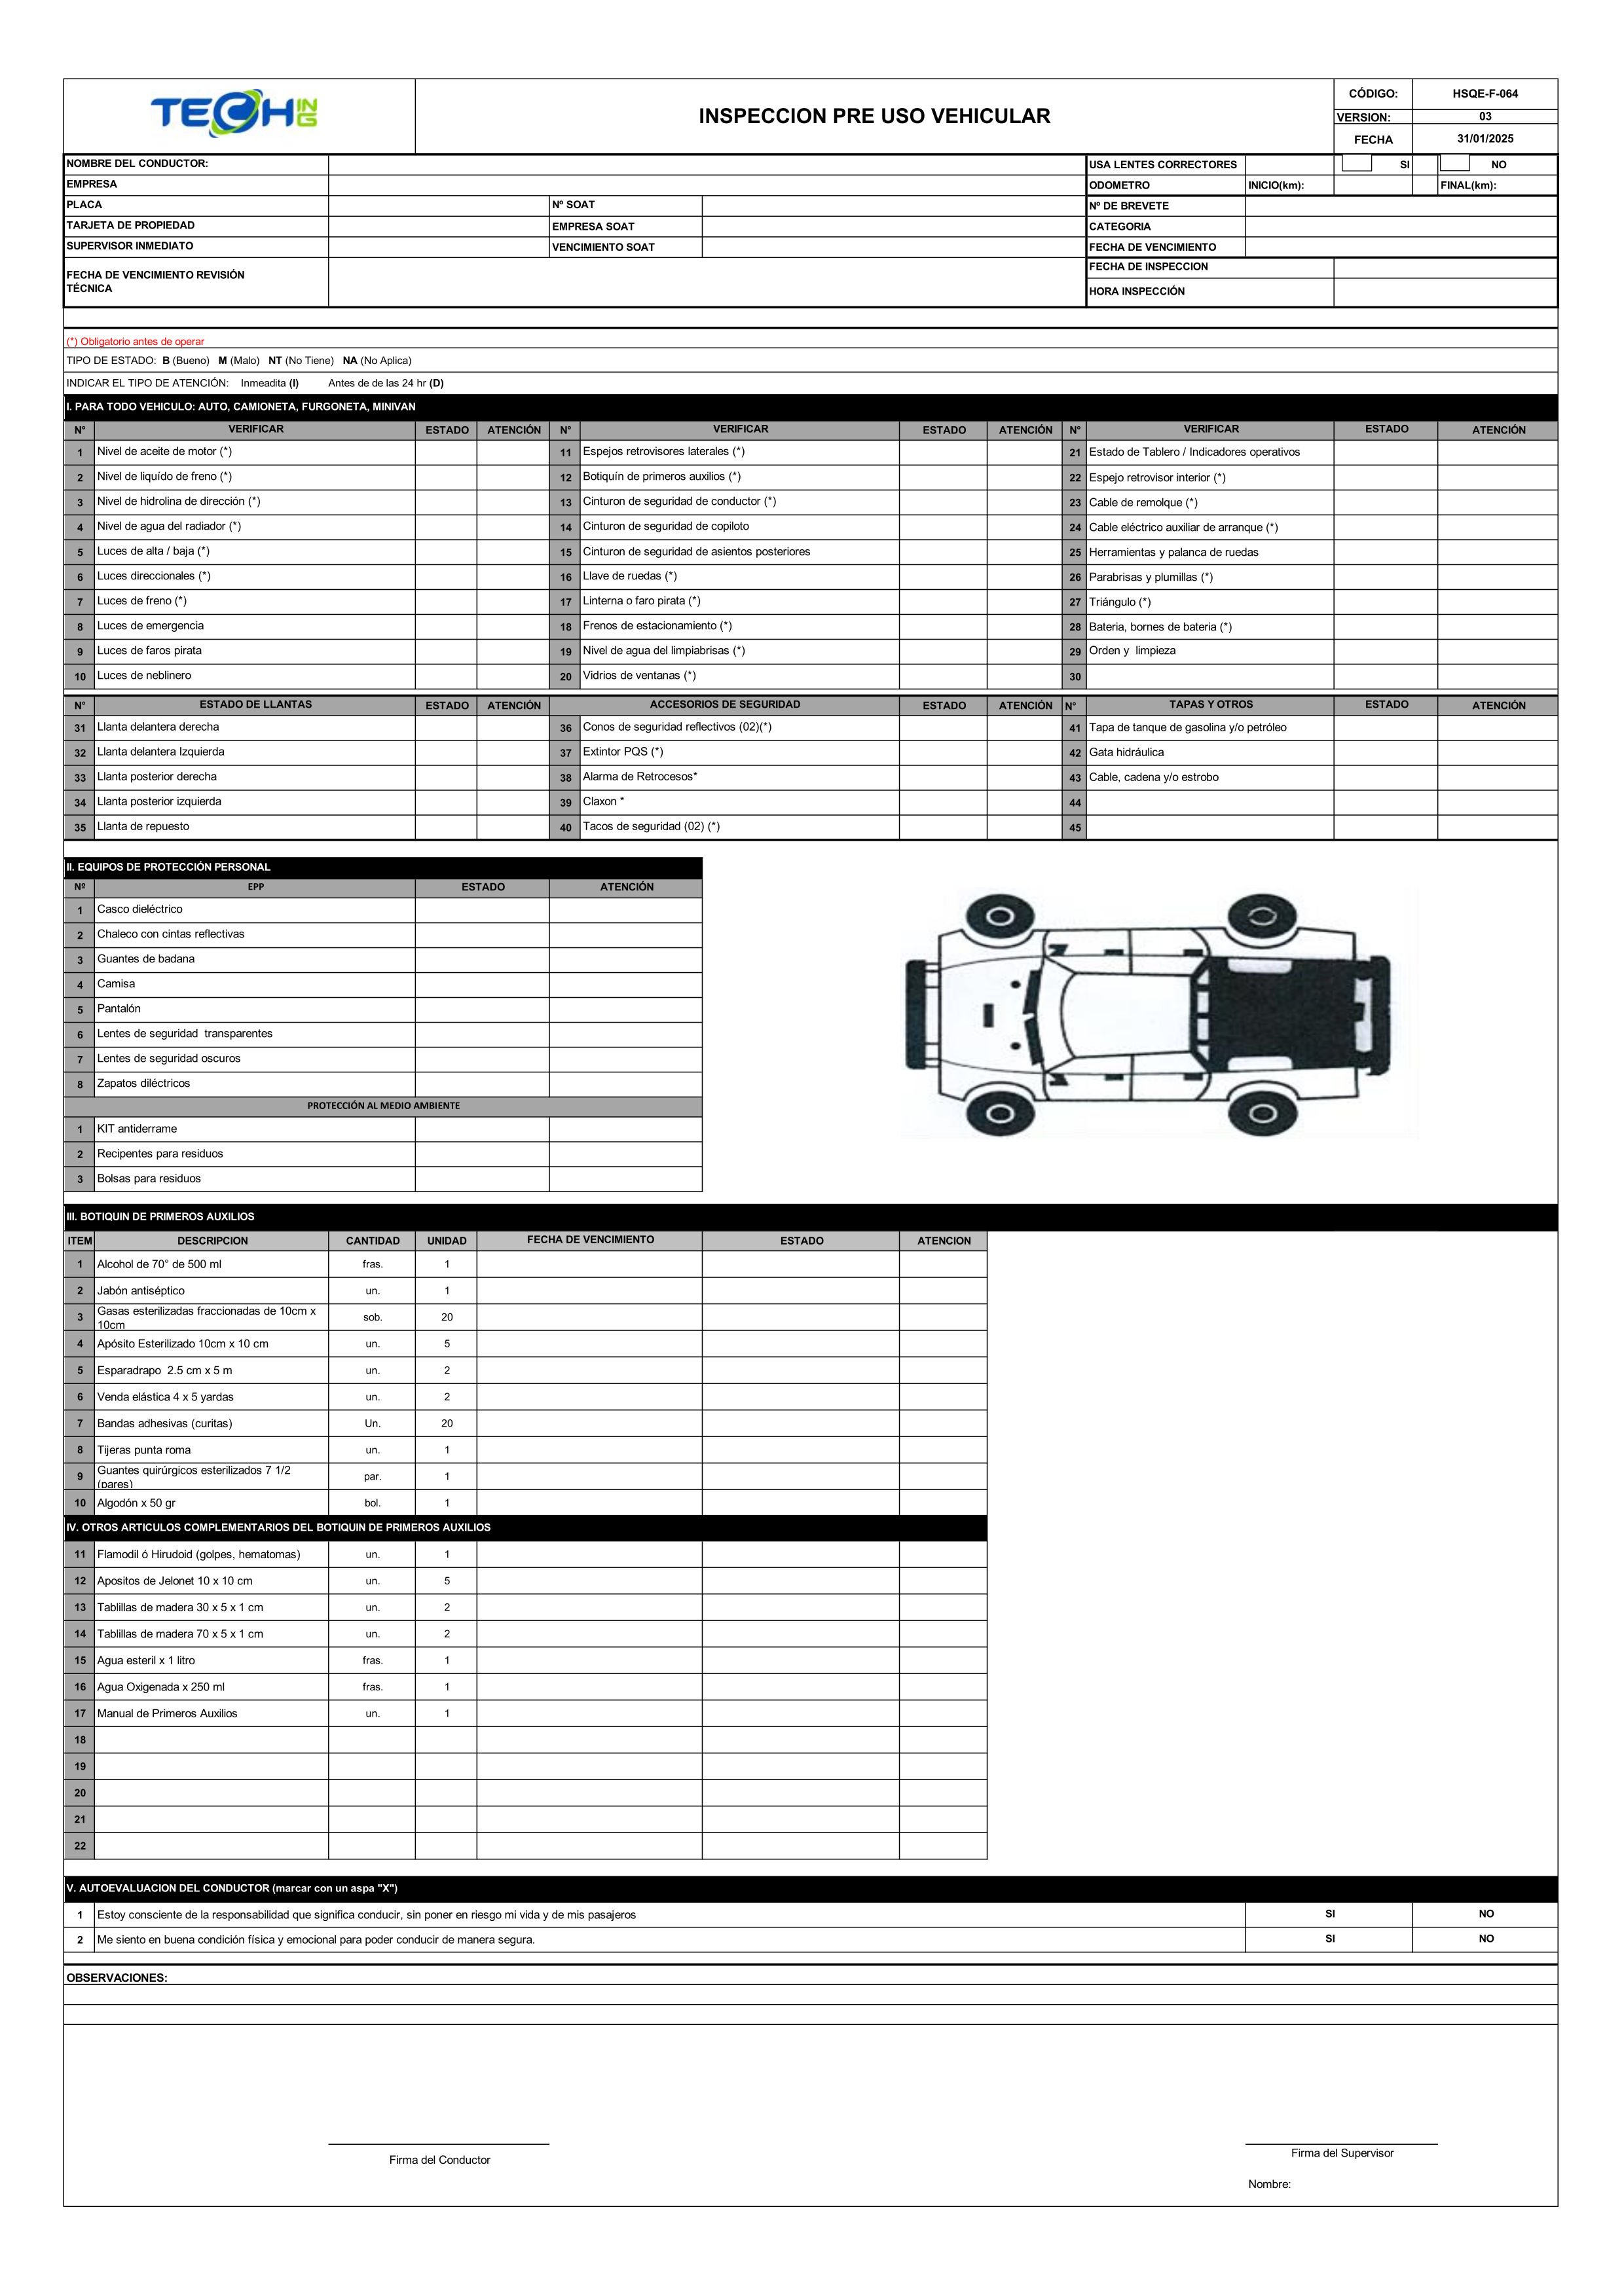 TECHING
INSPECCION PRE USO VEHICULAR
CÓDIGO: HSQE-F-064
VERSION: 03
FECHA 31/01/2025
NOMBRE DEL CONDUCTOR: USA LENTES CORRECTORES SI NO
EMPRESA ODOMETRO INICIO(km): FINAL(km):
PLACA Nº SOAT Nº DE BREVETE
TARJETA DE PROPIEDAD EMPRESA SOAT CATEGORIA
SUPERVISOR INMEDIATO VENCIMIENTO SOAT FECHA DE VENCIMIENTO
FECHA DE VENCIMIENTO REVISIÓN
TÉCNICA
FECHA DE INSPECCION
HORA INSPECCIÓN
(*) Obligatorio antes de operar
TIPO DE ESTADO: B (Bueno) M (Malo) NT (No Tiene) NA (No Aplica)
INDICAR EL TIPO DE ATENCIÓN: Inmeadita (I) Antes de de las 24 hr (D)
I. PARA TODO VEHICULO: AUTO, CAMIONETA, FURGONETA, MINIVAN
N° VERIFICAR ESTADO ATENCIÓN N° VERIFICAR ESTADO ATENCIÓN N° VERIFICAR ESTADO ATENCIÓN
1 Nivel de aceite de motor (*) 11 Espejos retrovisores laterales (*) 21 Estado de Tablero / Indicadores operativos
2 Nivel de liquído de freno (*) 12 Botiquín de primeros auxilios (*) 22 Espejo retrovisor interior (*)
3 Nivel de hidrolina de dirección (*) 13 Cinturon de seguridad de conductor (*) 23 Cable de remolque (*)
4 Nivel de agua del radiador (*) 14 Cinturon de seguridad de copiloto 24 Cable eléctrico auxiliar de arranque (*)
5 Luces de alta / baja (*) 15 Cinturon de seguridad de asientos posteriores 25 Herramientas y palanca de ruedas
6 Luces direccionales (*) 16 Llave de ruedas (*) 26 Parabrisas y plumillas (*)
7 Luces de freno (*) 17 Linterna o faro pirata (*) 27 Triángulo (*)
8 Luces de emergencia 18 Frenos de estacionamiento (*) 28 Bateria, bornes de bateria (*)
9 Luces de faros pirata 19 Nivel de agua del limpiabrisas (*) 29 Orden y limpieza
10 Luces de neblinero 20 Vidrios de ventanas (*) 30
N° ESTADO DE LLANTAS ESTADO ATENCIÓN ACCESORIOS DE SEGURIDAD ESTADO ATENCIÓN N° TAPAS Y OTROS ESTADO ATENCIÓN
31 Llanta delantera derecha 36 Conos de seguridad reflectivos (02)(*) 41 Tapa de tanque de gasolina y/o petróleo
32 Llanta delantera Izquierda 37 Extintor PQS (*) 42 Gata hidráulica
33 Llanta posterior derecha 38 Alarma de Retrocesos* 43 Cable, cadena y/o estrobo
34 Llanta posterior izquierda 39 Claxon * 44
35 Llanta de repuesto 40 Tacos de seguridad (02) (*) 45
II. EQUIPOS DE PROTECCIÓN PERSONAL
Nº EPP ESTADO ATENCIÓN
1 Casco dieléctrico
2 Chaleco con cintas reflectivas
3 Guantes de badana
4 Camisa
5 Pantalón
6 Lentes de seguridad transparentes
7 Lentes de seguridad oscuros
8 Zapatos diléctricos
PROTECCIÓN AL MEDIO AMBIENTE
1 KIT antiderrame
2 Recipentes para residuos
3 Bolsas para residuos
III. BOTIQUIN DE PRIMEROS AUXILIOS
ITEM DESCRIPCION CANTIDAD UNIDAD FECHA DE VENCIMIENTO ESTADO ATENCION
1 Alcohol de 70° de 500 ml fras. 1
2 Jabón antiséptico un. 1
3 Gasas esterilizadas fraccionadas de 10cm x
10cm sob. 20
4 Apósito Esterilizado 10cm x 10 cm un. 5
5 Esparadrapo 2.5 cm x 5 m un. 2
6 Venda elástica 4 x 5 yardas un. 2
7 Bandas adhesivas (curitas) Un. 20
8 Tijeras punta roma un. 1
9 Guantes quirúrgicos esterilizados 7 1/2
(pares) par. 1
10 Algodón x 50 gr bol. 1
IV. OTROS ARTICULOS COMPLEMENTARIOS DEL BOTIQUIN DE PRIMEROS AUXILIOS
11 Flamodil ó Hirudoid (golpes, hematomas) un. 1
12 Apositos de Jelonet 10 x 10 cm un. 5
13 Tablillas de madera 30 x 5 x 1 cm un. 2
14 Tablillas de madera 70 x 5 x 1 cm un. 2
15 Agua esteril x 1 litro fras. 1
16 Agua Oxigenada x 250 ml fras. 1
17 Manual de Primeros Auxilios un. 1
18
19
20
21
22
V. AUTOEVALUACION DEL CONDUCTOR (marcar con un aspa "X")
1 Estoy consciente de la responsabilidad que significa conducir, sin poner en riesgo mi vida y de mis pasajeros SI NO
2 Me siento en buena condición física y emocional para poder conducir de manera segura. SI NO
OBSERVACIONES:
Firma del Conductor
Firma del Supervisor
Nombre: